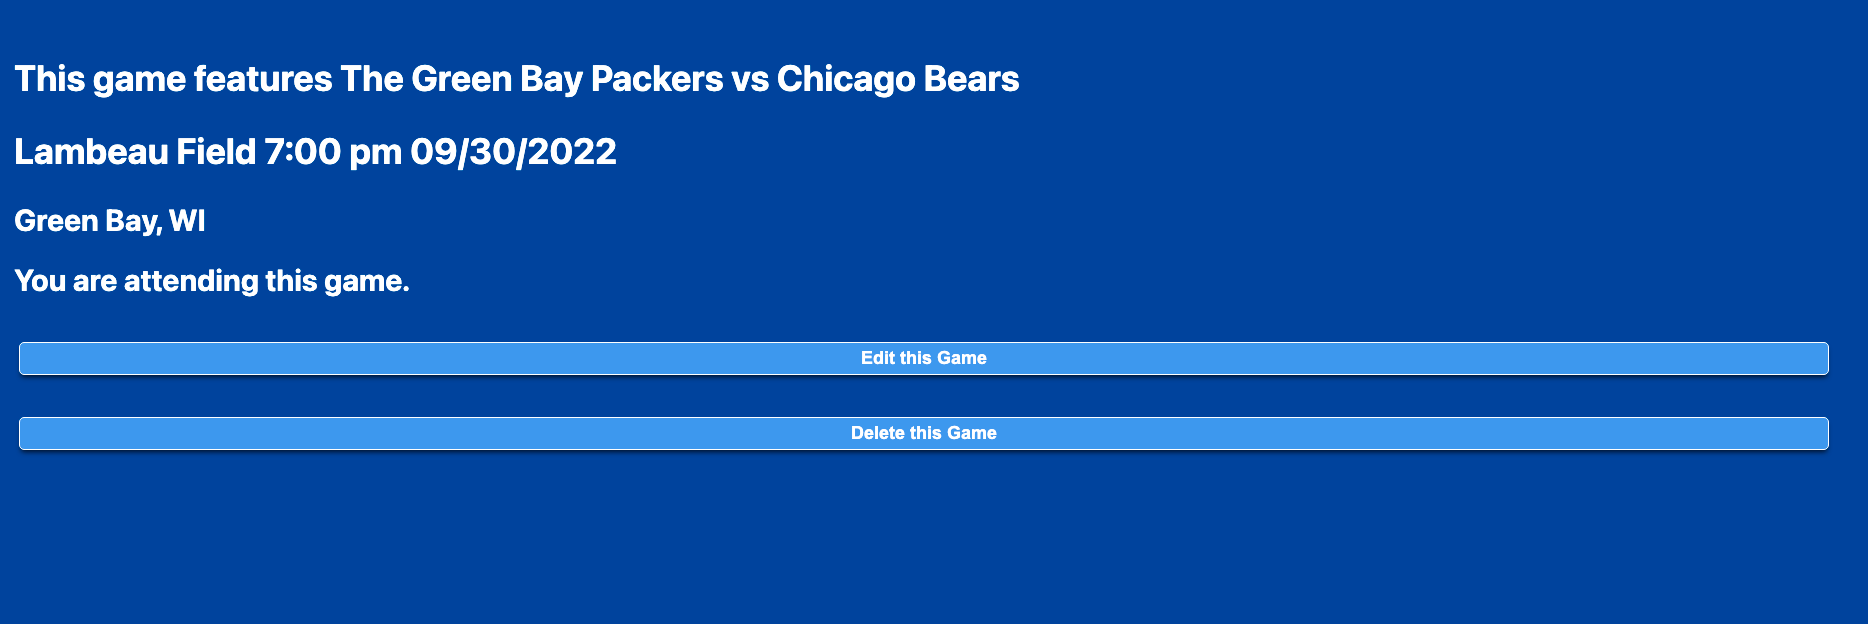 This game features The Green Bay Packers vs Chicago Bears
Lambeau Field 7:00 pm 09/30/2022
Green Bay, WI
You are attending this game.
Edit this Game
Delete this Game